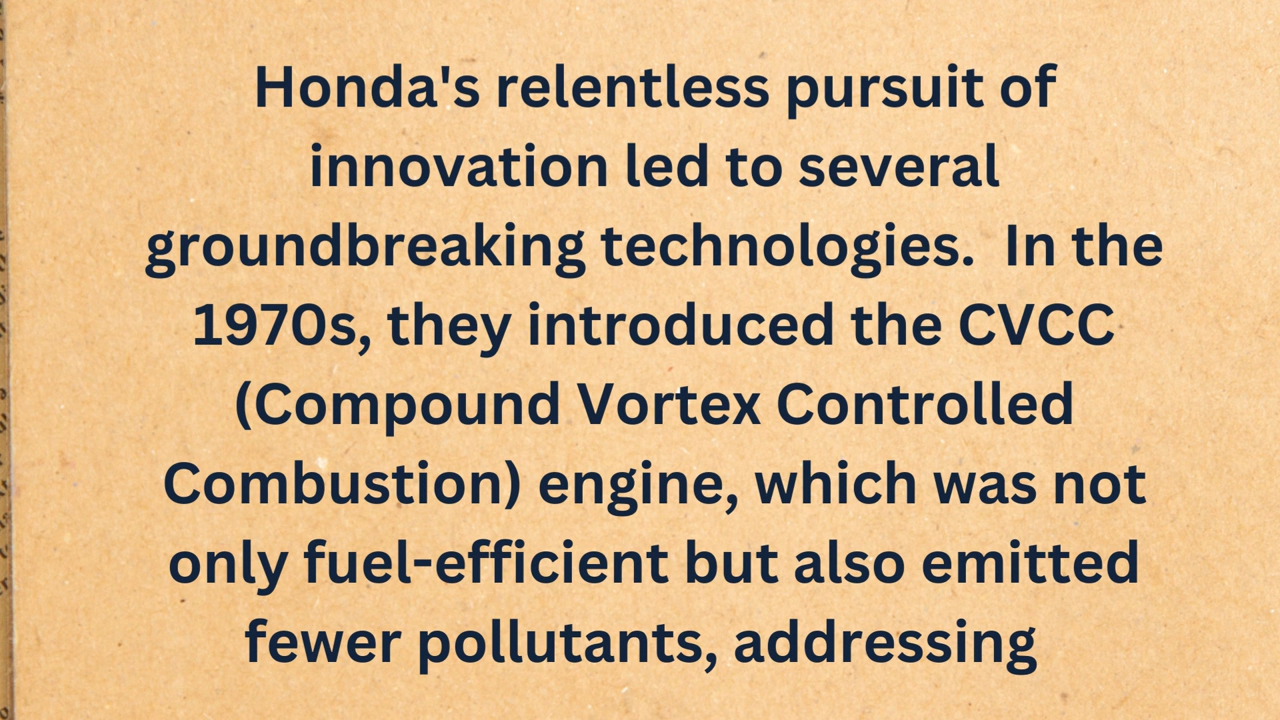 Honda's relentless pursuit of
innovation led to several
groundbreaking technologies.  In the
1970s, they introduced the CVCC
(Compound Vortex Controlled
Combustion) engine, which was not
only fuel-efficient but also emitted
fewer pollutants, addressing